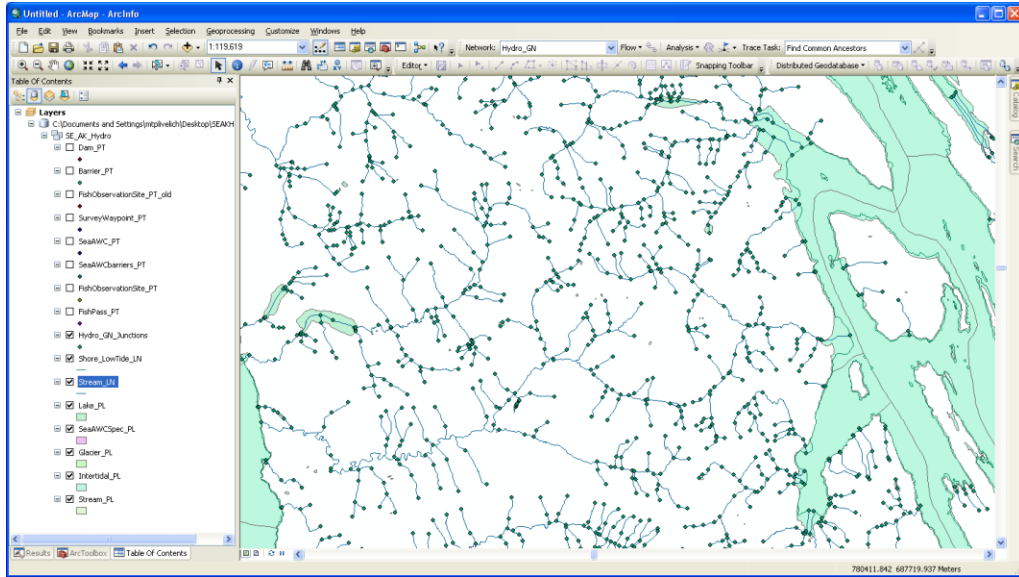 Untitled - ArcMap - ArcInfo
File Edit View Bookmarks Insert Selection Geoprocessing Customize Windows Help
1:119,619 Network: Hydro_GN Flow Analysis Trace Task: Find Common Ancestors
Editor Snapping Toolbar Distributed Geodatabase
Table Of Contents
Layers
C:\Documents and Settings\mtplivelich\Desktop\SEAKH
SE_AK_Hydro
Dam_PT
Barrier_PT
FishObservationSite_PT_old
SurveyWaypoint_PT
SeaAWC_PT
SeaAWCbarriers_PT
FishObservationSite_PT
FishPass_PT
Hydro_GN_Junctions
Shore_LowTide_LN
Stream_LN
Lake_PL
SeaAWCSpec_PL
Glacier_PL
Intertidal_PL
Stream_PL
Catalog
Search
Results ArcToolbox Table Of Contents
780411.842 687719.937 Meters